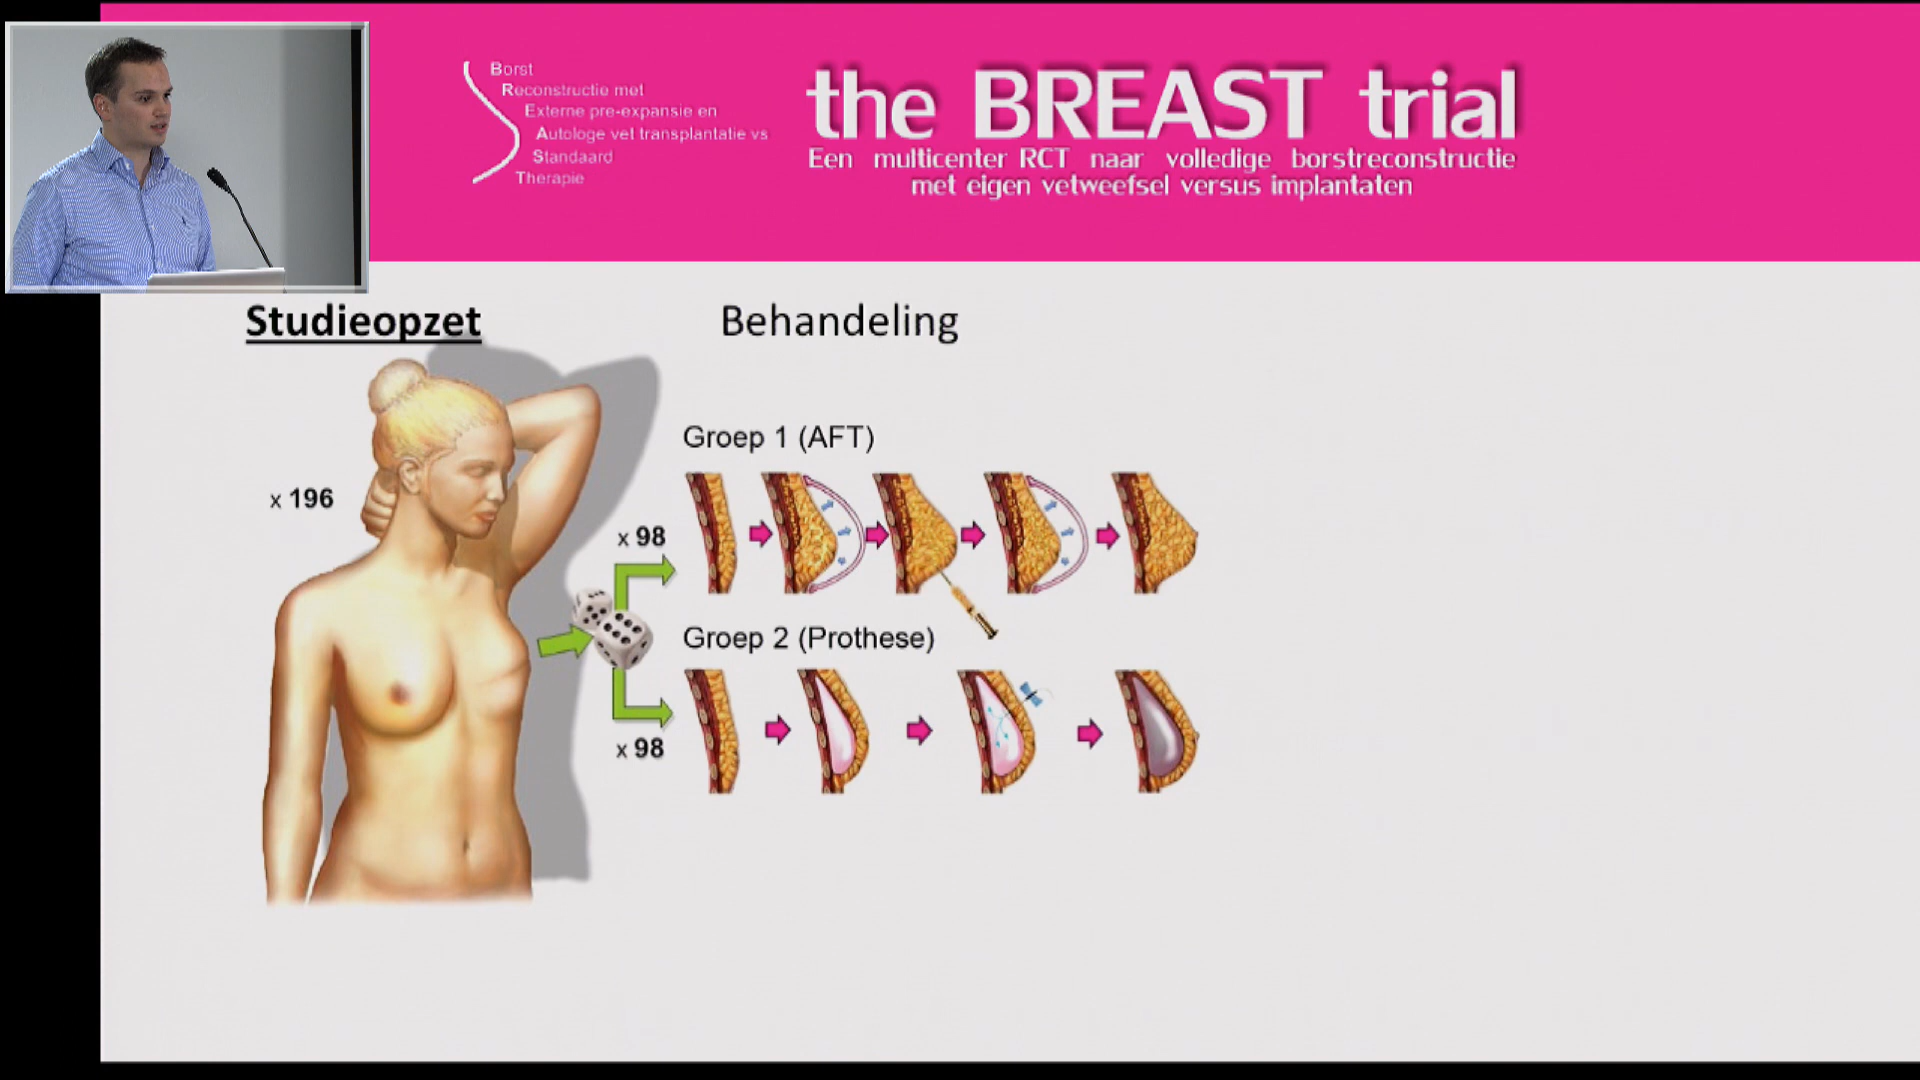 Borst
Reconstructie met
Externe pre-expansie en
Autologe vet transplantatie vs
Standaard
Therapie
the BREAST trial
Een multicenter RCT naar volledige borstreconstructie
met eigen vetweefsel versus implantaten
Studieopzet
Behandeling
x 196
Groep 1 (AFT)
x 98
Groep 2 (Prothese)
x 98